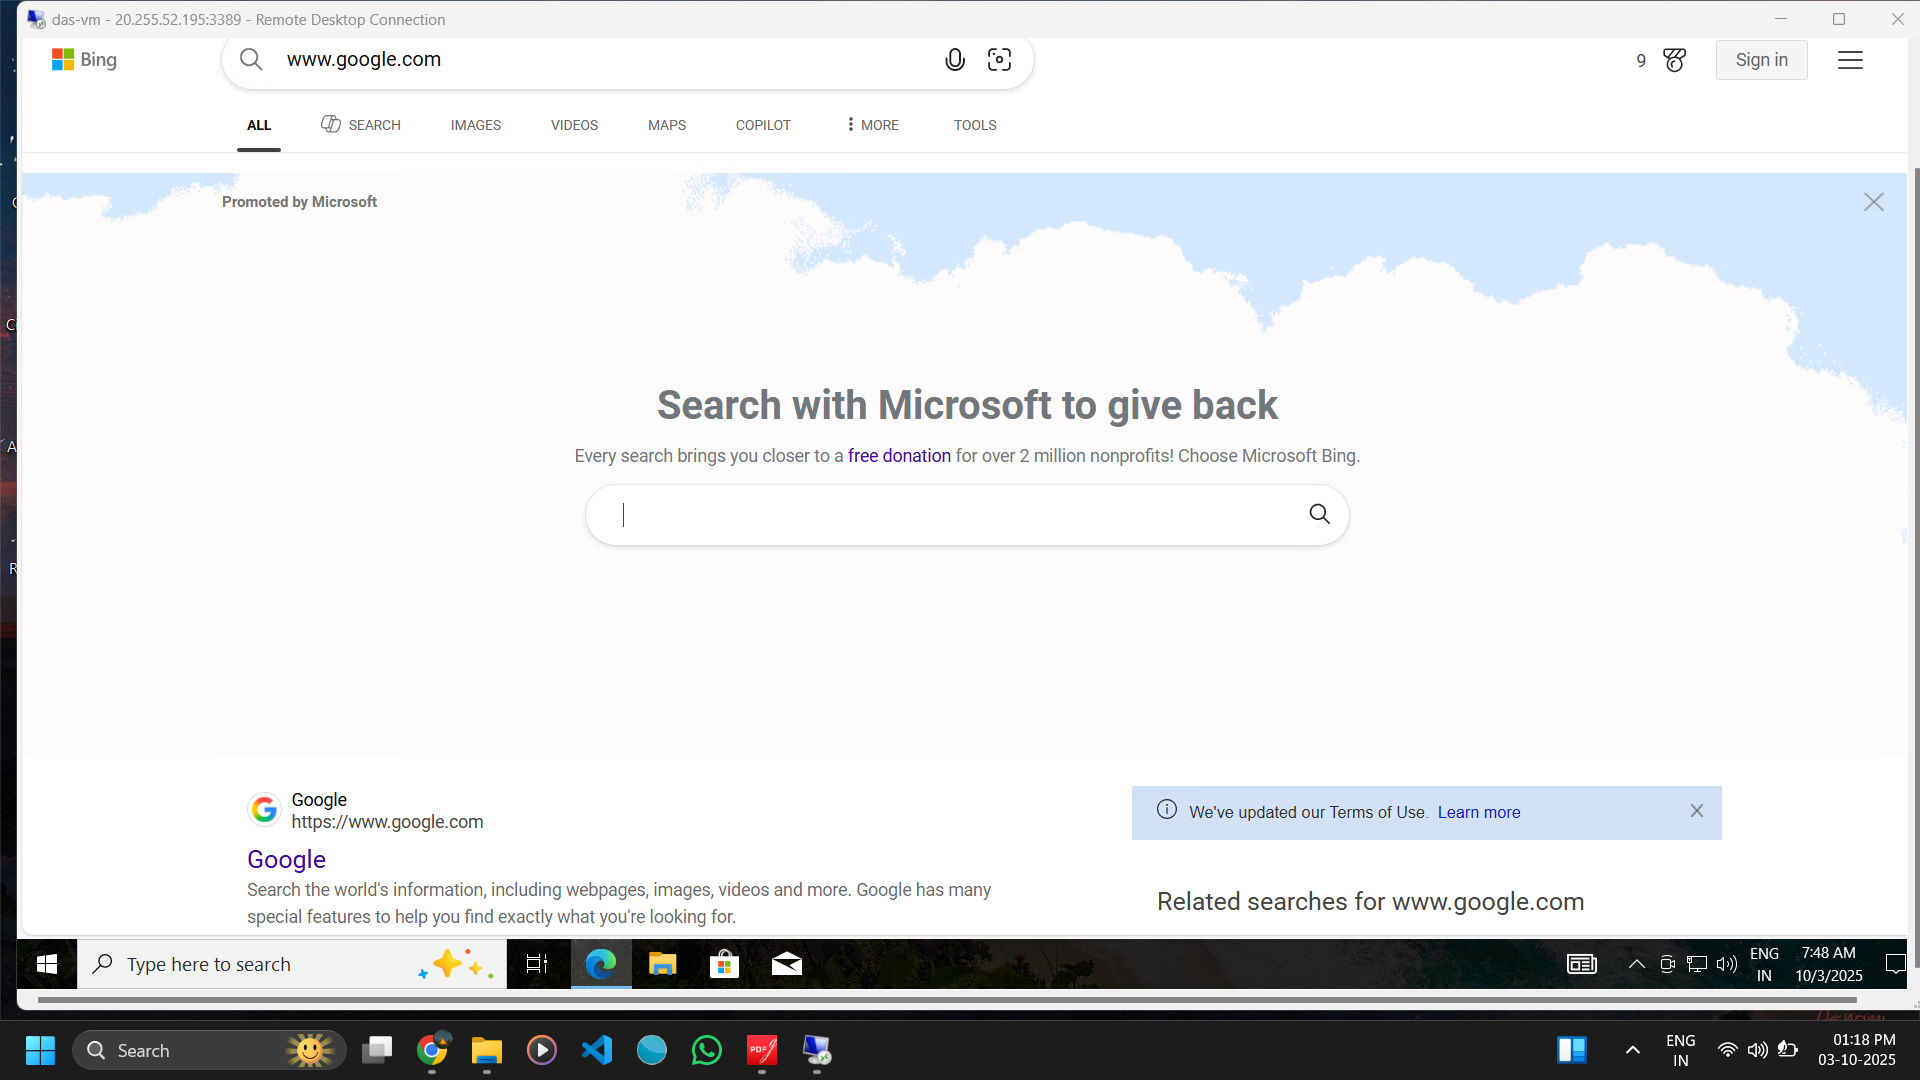 das-vm - 20.255.52.195:3389 - Remote Desktop Connection
Bing
www.google.com
9
Sign in
ALL
SEARCH
IMAGES
VIDEOS
MAPS
COPILOT
MORE
TOOLS
Promoted by Microsoft
Search with Microsoft to give back
Every search brings you closer to a free donation for over 2 million nonprofits! Choose Microsoft Bing.
Google
https://www.google.com
Google
Search the world's information, including webpages, images, videos and more. Google has many
special features to help you find exactly what you're looking for.
We've updated our Terms of Use. Learn more
Related searches for www.google.com
Type here to search
ENG
IN
7:48 AM
10/3/2025
Search
PDF
ENG
IN
01:18 PM
03-10-2025